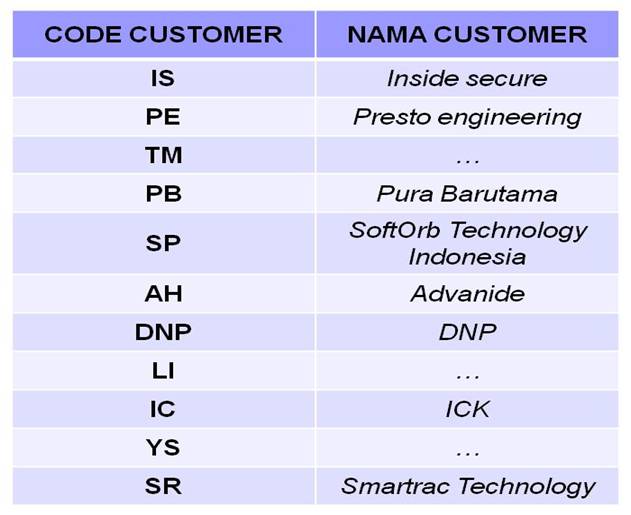 CODE CUSTOMER NAMA CUSTOMER
IS Inside secure
PE Presto engineering
TM …
PB Pura Barutama
SP SoftOrb Technology
Indonesia
AH Advanide
DNP DNP
LI …
IC ICK
YS …
SR Smartrac Technology